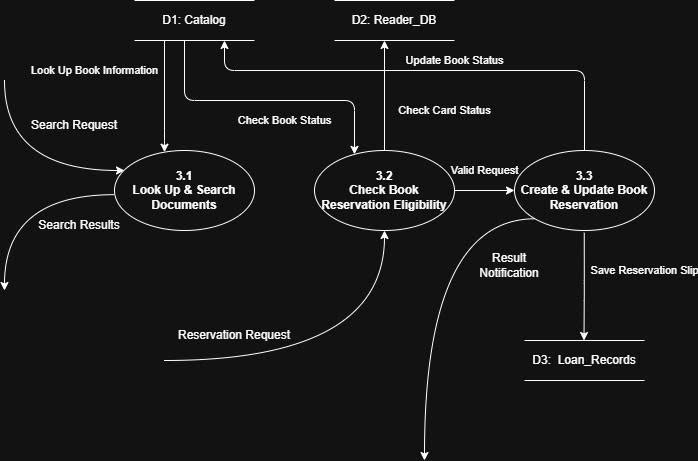 D1: Catalog
D2: Reader_DB
Update Book Status
Look Up Book Information
Check Book Status
Check Card Status
Search Request
3.1
Look Up & Search
Documents
3.2
Check Book
Reservation Eligibility
Valid Request
3.3
Create & Update Book
Reservation
Search Results
Result
Notification
Save Reservation Slip
Reservation Request
D3: Loan_Records